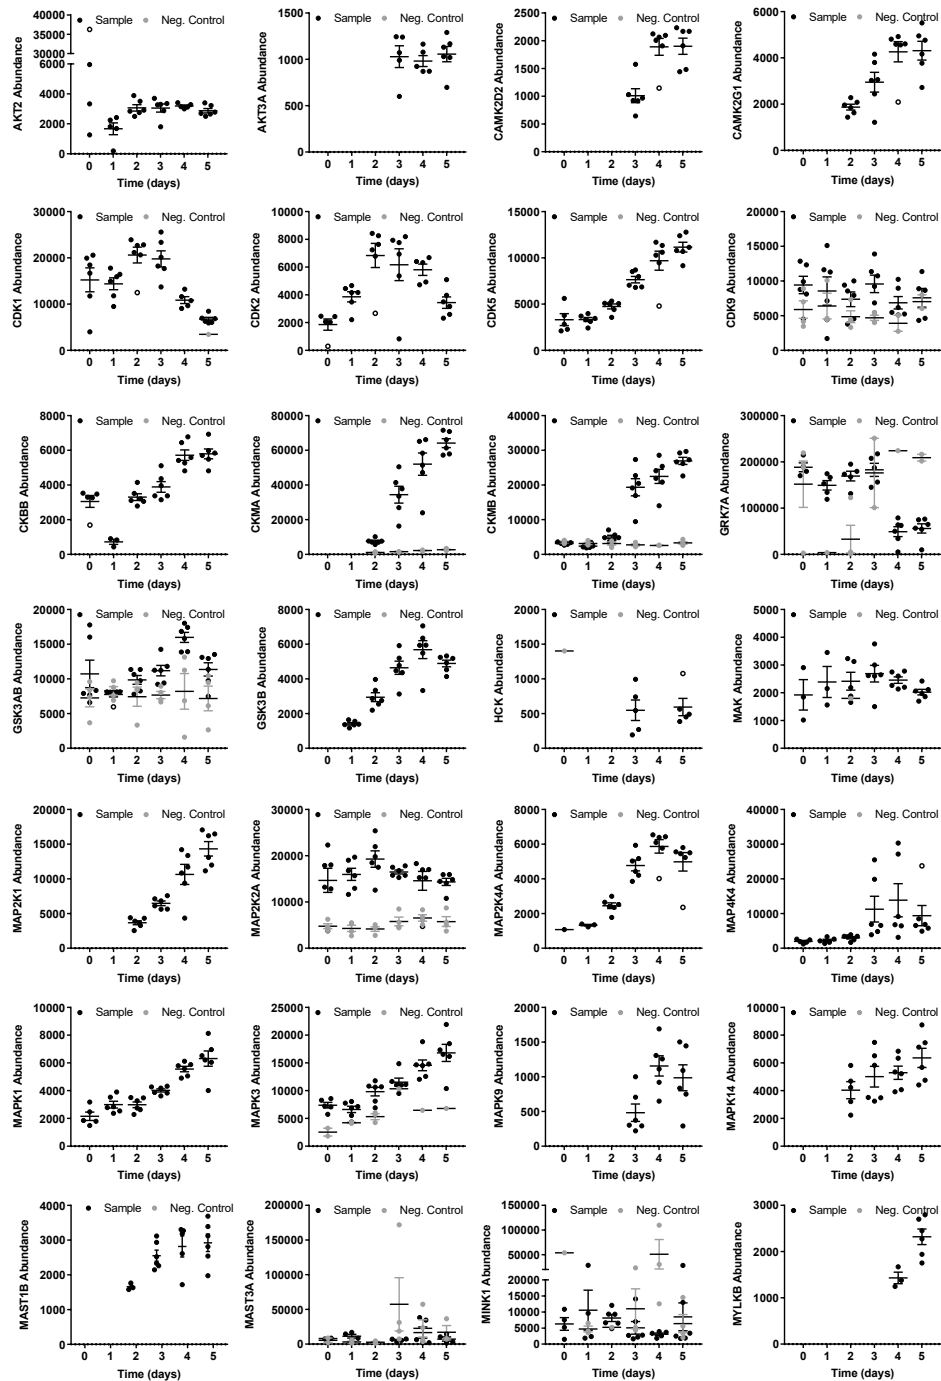 AKT2 Abundance
Sample Neg. Control
40000
35000
30000
6000
4000
2000
0
0 1 2 3 4 5
Time (days)
AKT3A Abundance
Sample Neg. Control
1500
1000
500
0
0 1 2 3 4 5
Time (days)
CAMK2D2 Abundance
Sample Neg. Control
2500
2000
1500
1000
500
0
0 1 2 3 4 5
Time (days)
CAMK2G1 Abundance
Sample Neg. Control
6000
4000
2000
0
0 1 2 3 4 5
Time (days)
CDK1 Abundance
Sample Neg. Control
30000
20000
10000
0
0 1 2 3 4 5
Time (days)
CDK2 Abundance
Sample Neg. Control
10000
8000
6000
4000
2000
0
0 1 2 3 4 5
Time (days)
CDK5 Abundance
Sample Neg. Control
15000
10000
5000
0
0 1 2 3 4 5
Time (days)
CDK9 Abundance
Sample Neg. Control
20000
15000
10000
5000
0
0 1 2 3 4 5
Time (days)
CKBB Abundance
Sample Neg. Control
8000
6000
4000
2000
0
0 1 2 3 4 5
Time (days)
CKMA Abundance
Sample Neg. Control
80000
60000
40000
20000
0
0 1 2 3 4 5
Time (days)
CKMB Abundance
Sample Neg. Control
40000
30000
20000
10000
0
0 1 2 3 4 5
Time (days)
GRK7A Abundance
Sample Neg. Control
300000
200000
100000
0
0 1 2 3 4 5
Time (days)
GSK3AB Abundance
Sample Neg. Control
20000
15000
10000
5000
0
0 1 2 3 4 5
Time (days)
GSK3B Abundance
Sample Neg. Control
8000
6000
4000
2000
0
0 1 2 3 4 5
Time (days)
HCK Abundance
Sample Neg. Control
2000
1500
1000
500
0
0 1 2 3 4 5
Time (days)
MAK Abundance
Sample Neg. Control
5000
4000
3000
2000
1000
0
0 1 2 3 4 5
Time (days)
MAP2K1 Abundance
Sample Neg. Control
20000
15000
10000
5000
0
0 1 2 3 4 5
Time (days)
MAP2K2A Abundance
Sample Neg. Control
30000
20000
10000
0
0 1 2 3 4 5
Time (days)
MAP2K4A Abundance
Sample Neg. Control
8000
6000
4000
2000
0
0 1 2 3 4 5
Time (days)
MAP4K4 Abundance
Sample Neg. Control
40000
30000
20000
10000
0
0 1 2 3 4 5
Time (days)
MAPK1 Abundance
Sample Neg. Control
10000
8000
6000
4000
2000
0
0 1 2 3 4 5
Time (days)
MAPK3 Abundance
Sample Neg. Control
25000
20000
15000
10000
5000
0
0 1 2 3 4 5
Time (days)
MAPK9 Abundance
Sample Neg. Control
2000
1500
1000
500
0
0 1 2 3 4 5
Time (days)
MAPK14 Abundance
Sample Neg. Control
10000
8000
6000
4000
2000
0
0 1 2 3 4 5
Time (days)
MAST1B Abundance
Sample Neg. Control
4000
3000
2000
1000
0
0 1 2 3 4 5
Time (days)
MAST3A Abundance
Sample Neg. Control
200000
150000
100000
50000
0
0 1 2 3 4 5
Time (days)
MINK1 Abundance
Sample Neg. Control
150000
100000
50000
20000
15000
10000
5000
0
0 1 2 3 4 5
Time (days)
MYLKB Abundance
Sample Neg. Control
3000
2000
1000
0
0 1 2 3 4 5
Time (days)